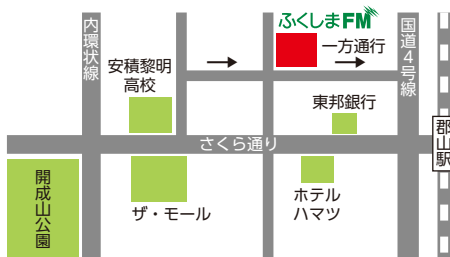 ふくしまFM
内環状線
一方通行
国道4号線
安積黎明
高校
東邦銀行
さくら通り
郡山駅
開成山公園
ザ・モール
ホテル
ハマツ